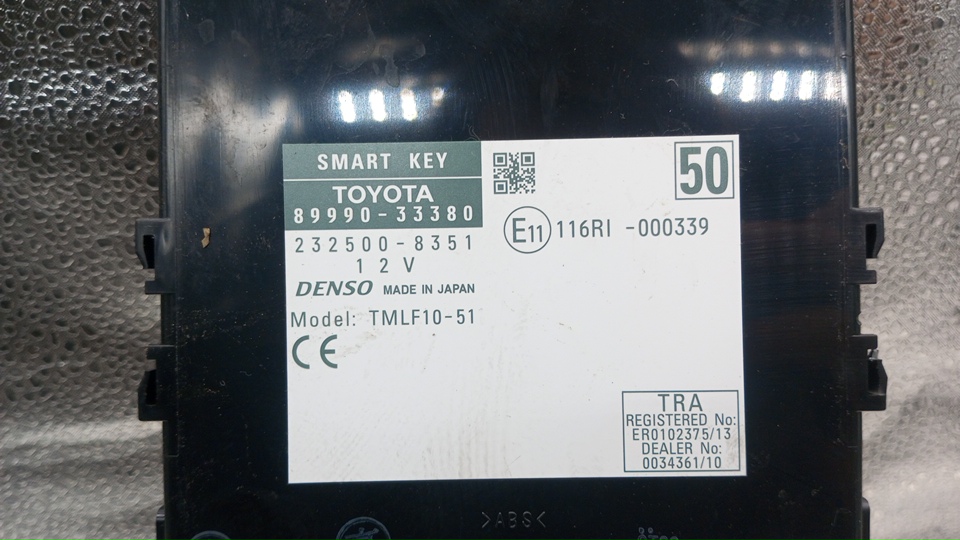 SMART KEY
TOYOTA
89990-33380
232500-8351
12V
DENSO MADE IN JAPAN
Model: TMLF10-51
CE
50
E11 116RI -000339
TRA
REGISTERED No:
ER0102375/13
DEALER No:
0034361/10
>ABS<